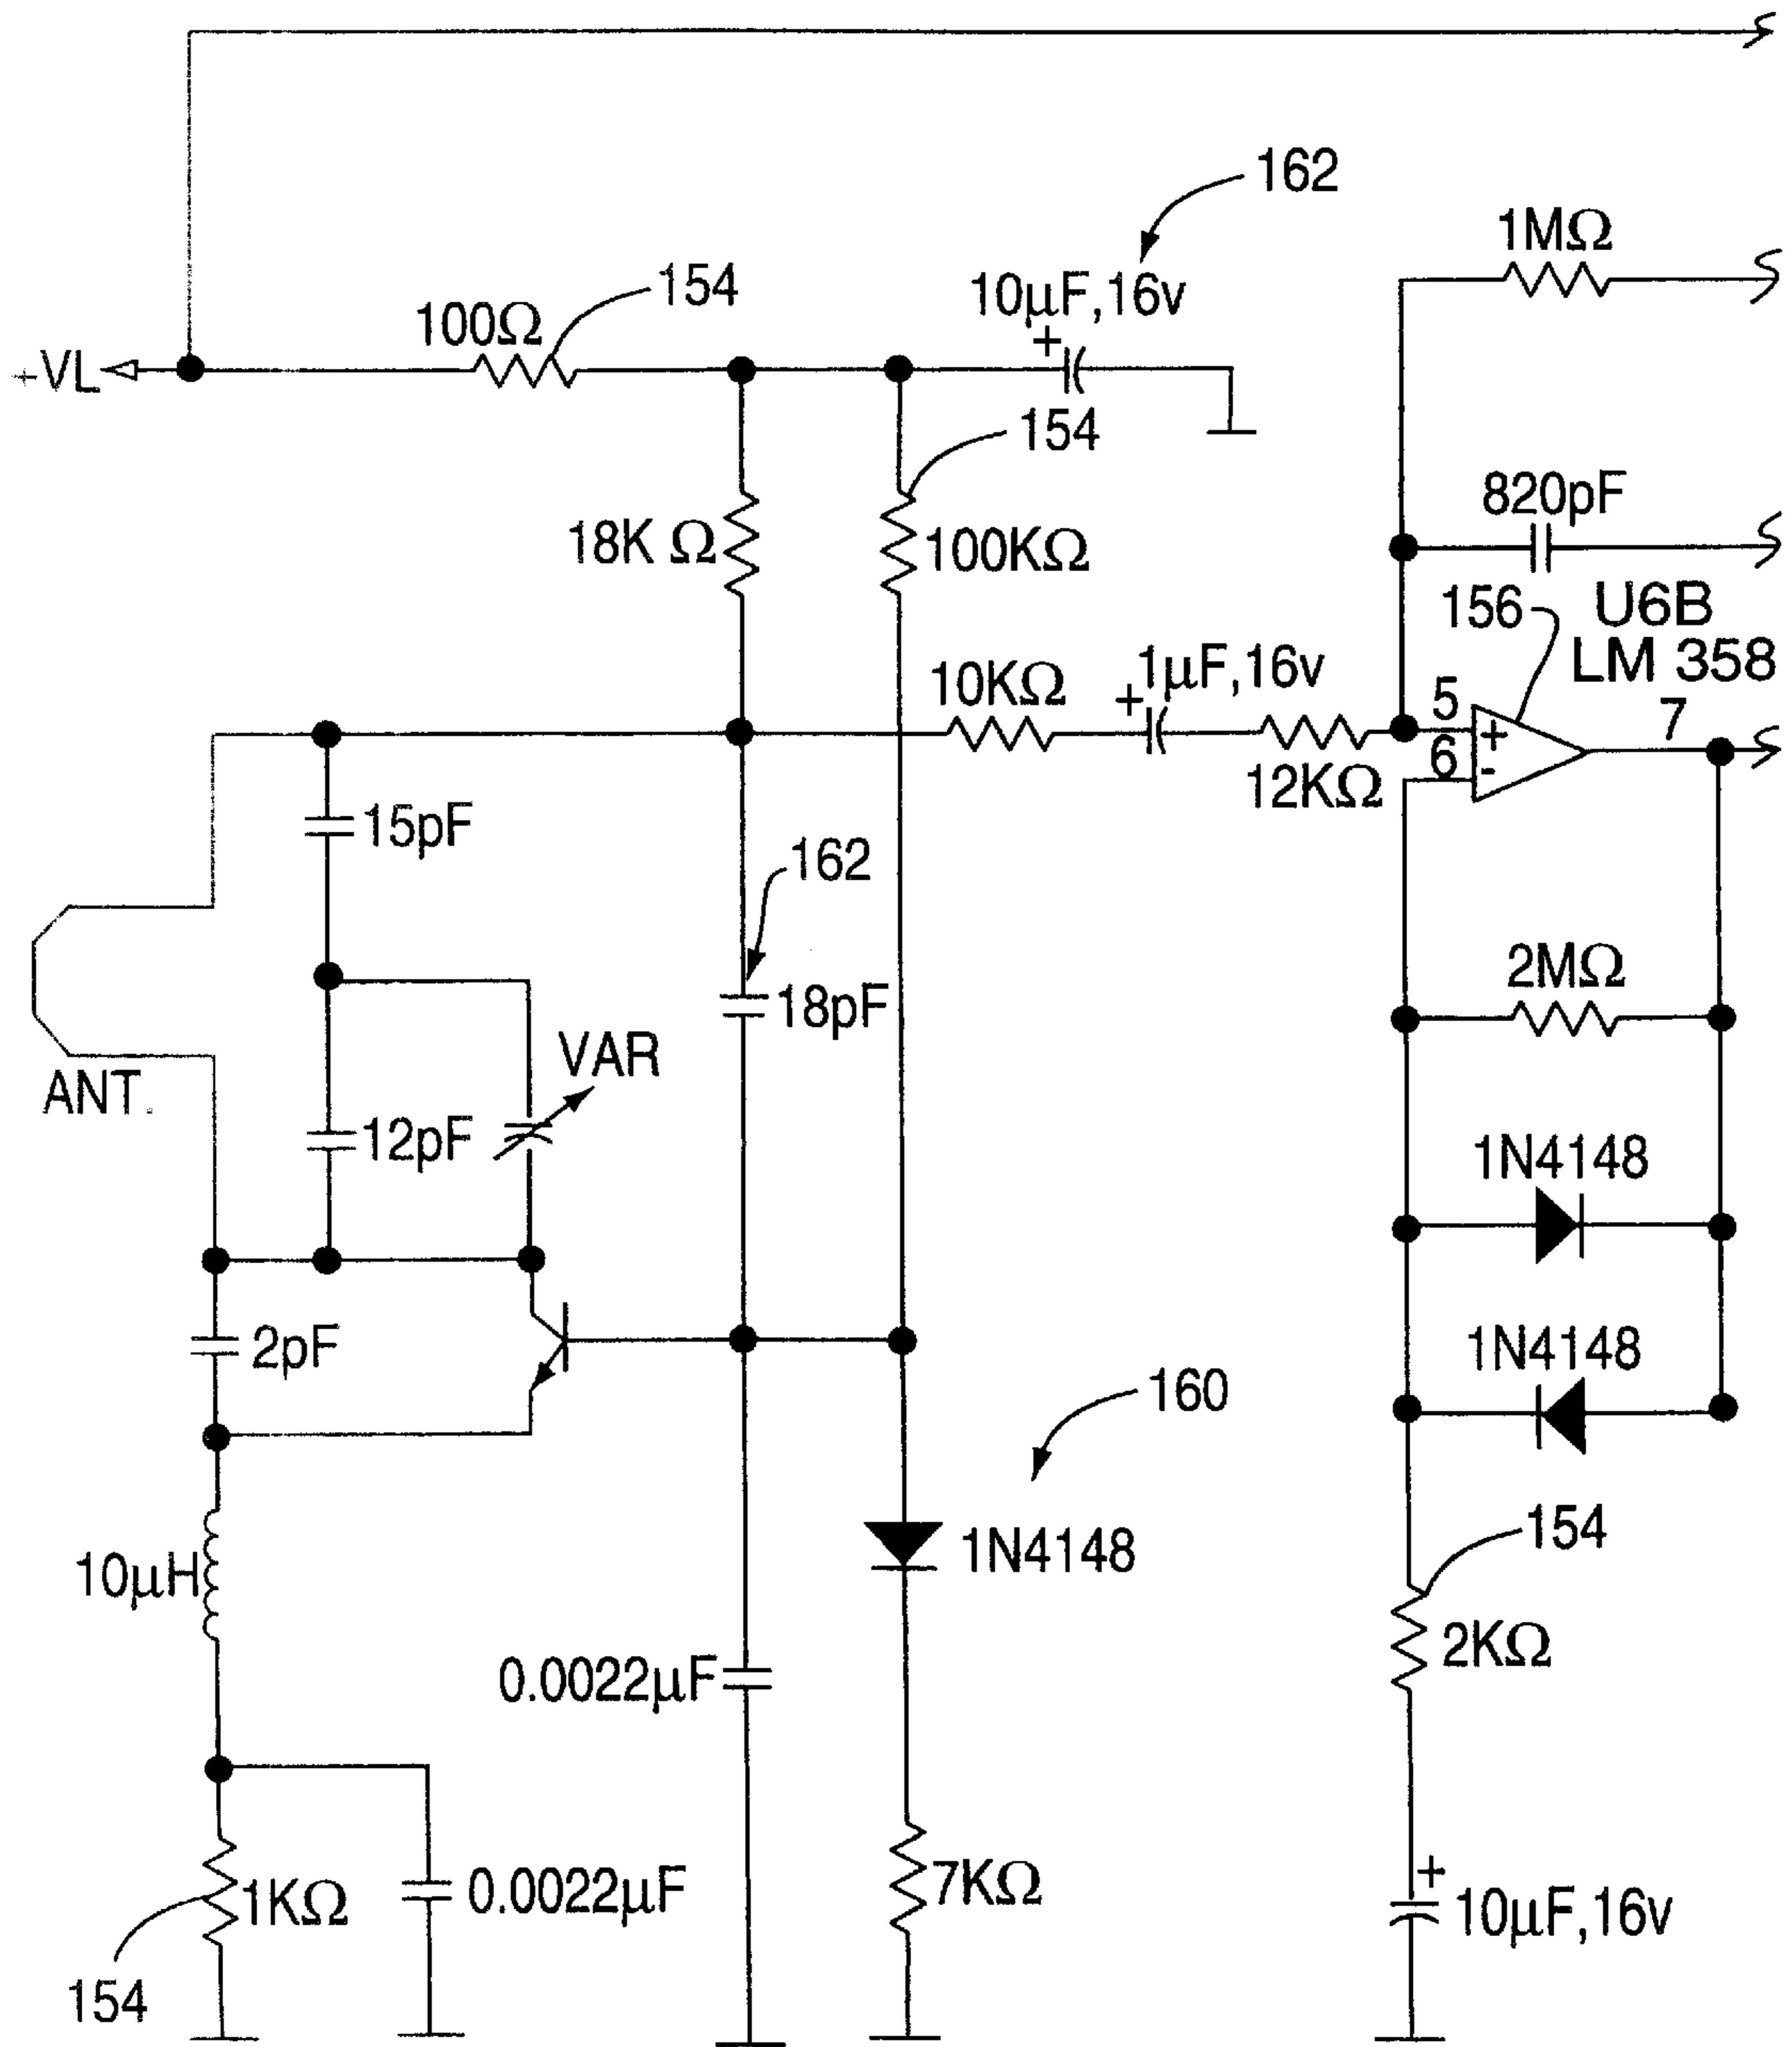 162
1MΩ
154
100Ω
10µF,16v
+
+VL
154
820pF
18K Ω
100KΩ
156
U6B
LM 358
10KΩ
+
1µF,16v
5
+
7
6
-
12KΩ
15pF
162
2MΩ
18pF
VAR
ANT.
12pF
1N4148
2pF
1N4148
160
154
10µH
1N4148
2KΩ
0.0022µF
1KΩ
0.0022µF
7KΩ
+
10µF,16v
154